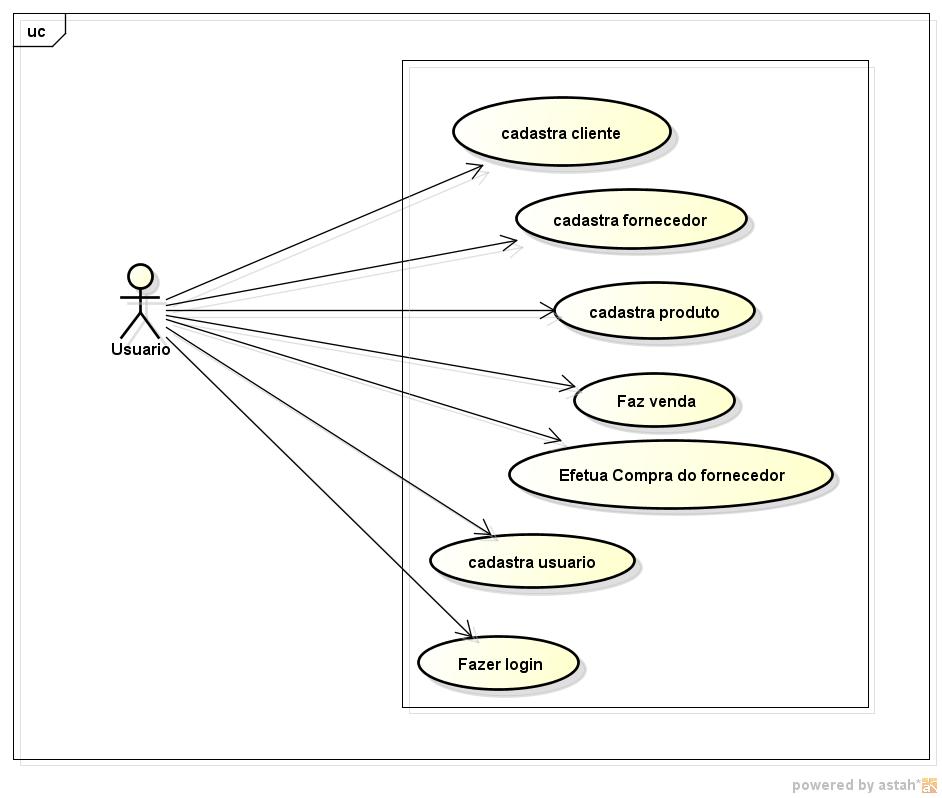 uc
cadastra cliente
cadastra fornecedor
cadastra produto
Usuario
Faz venda
Efetua Compra do fornecedor
cadastra usuario
Fazer login
powered by astah*